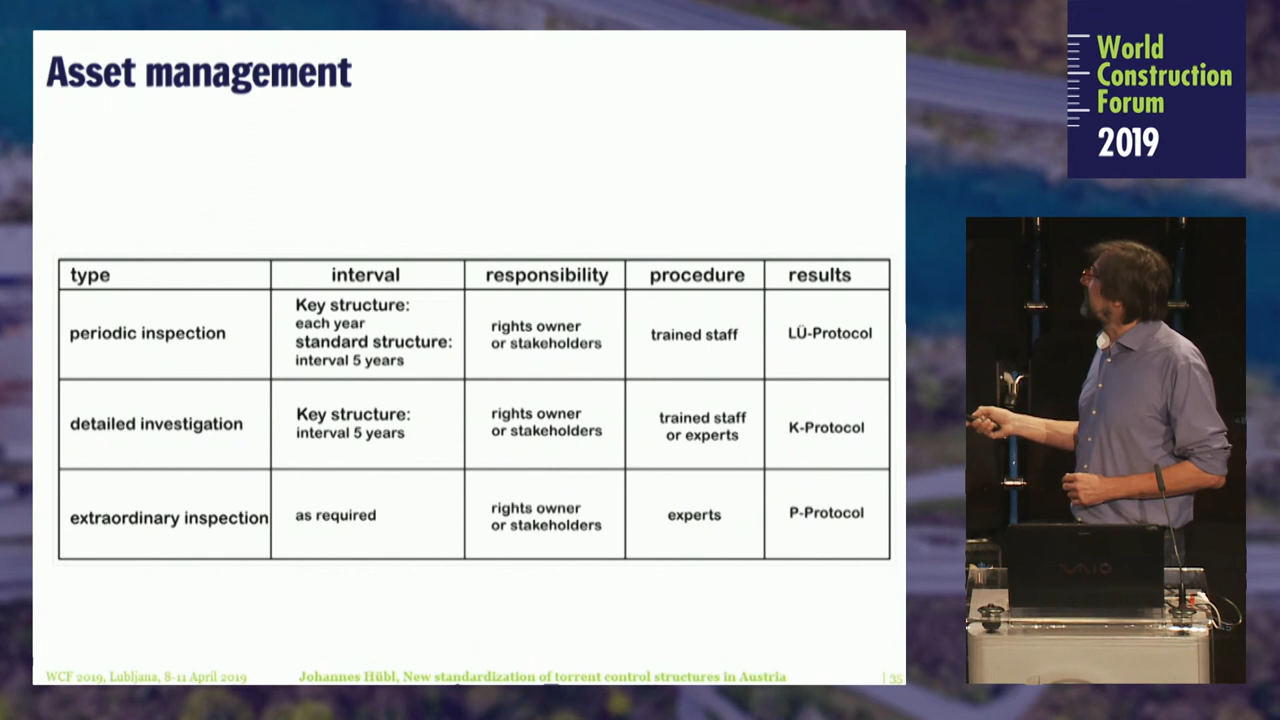 Asset management
World
Construction
Forum
2019
type interval responsibility procedure results
periodic inspection
Key structure:
each year
standard structure:
interval 5 years
rights owner
or stakeholders
trained staff
LÜ-Protocol
detailed investigation
Key structure:
interval 5 years
rights owner
or stakeholders
trained staff
or experts
K-Protocol
extraordinary inspection
as required
rights owner
or stakeholders
experts
P-Protocol
WCF 2019, Lubljana, 8-11 April 2019
Johannes Hübl, New standardization of torrent control structures in Austria
| 35
VAIO